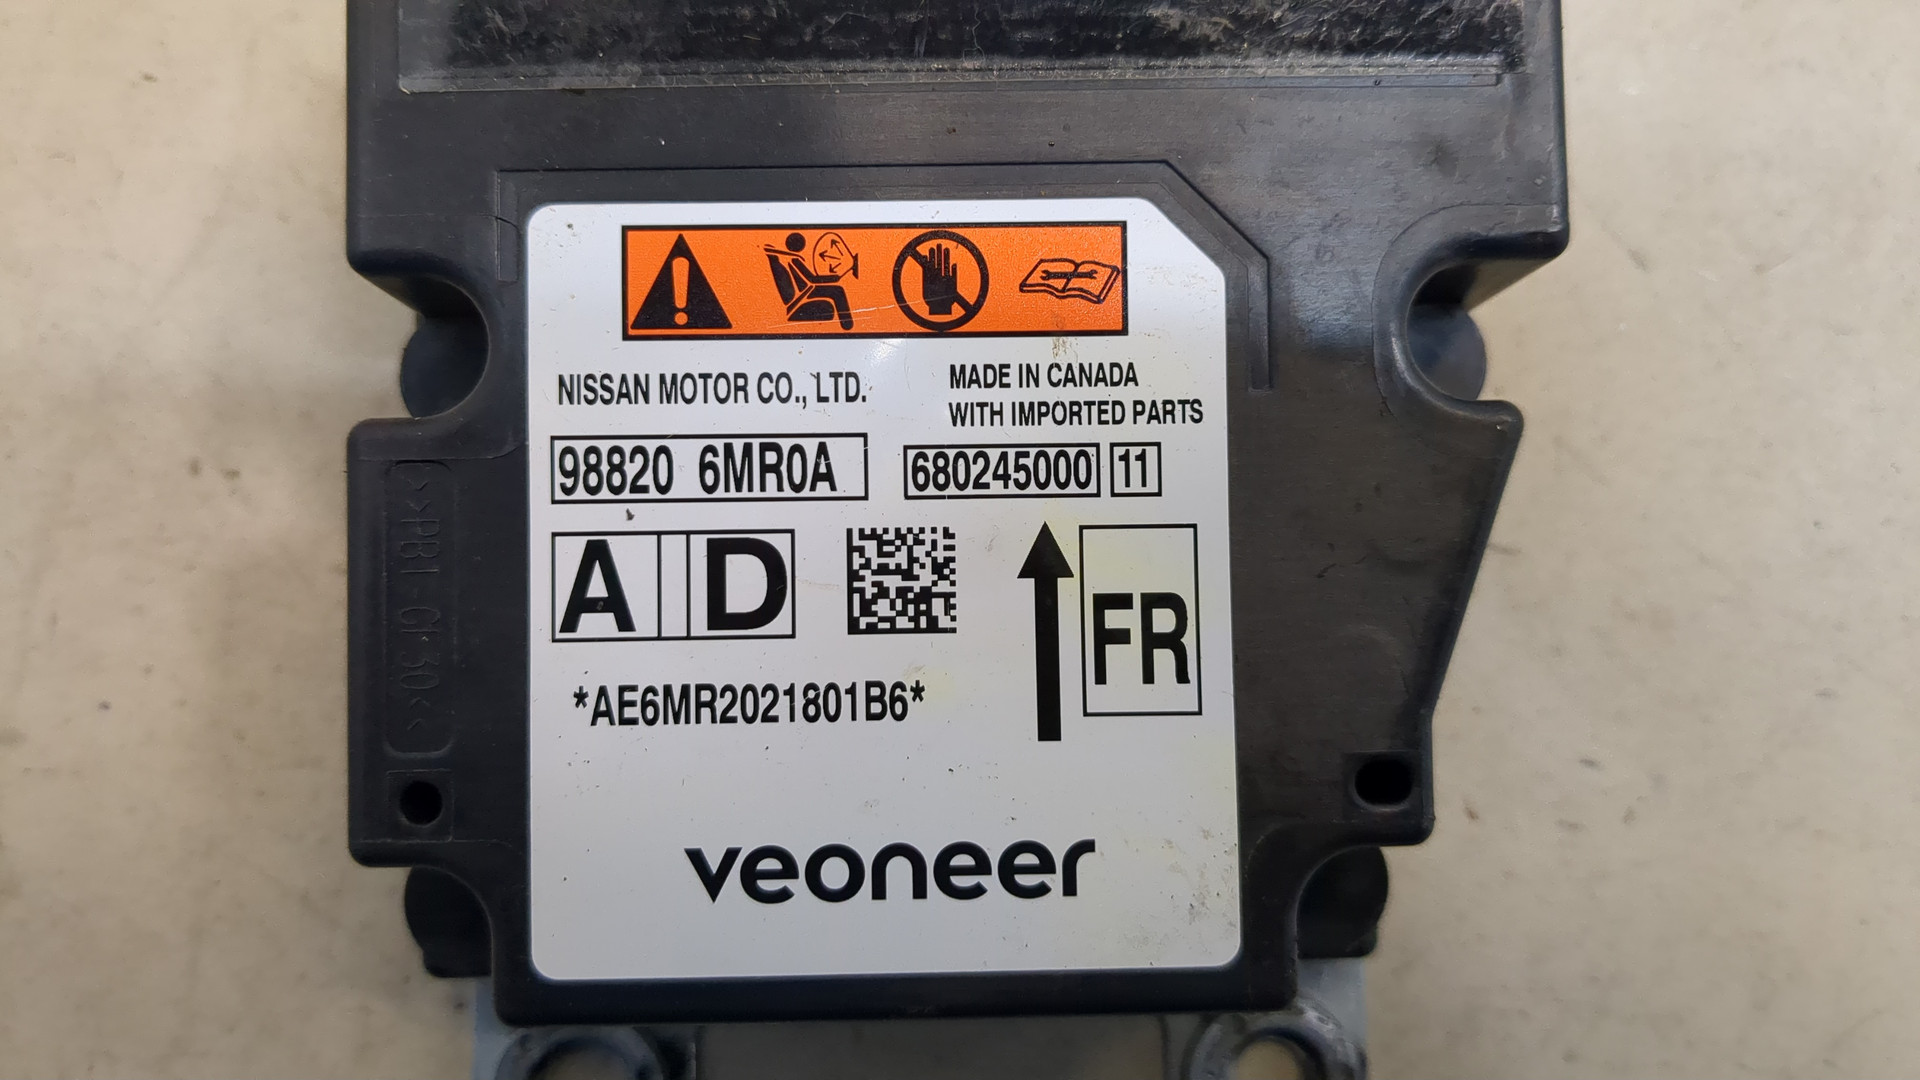 NISSAN MOTOR CO., LTD.
MADE IN CANADA
WITH IMPORTED PARTS
98820 6MR0A
680245000 11
A D
FR
*AE6MR2021801B6*
veoneer